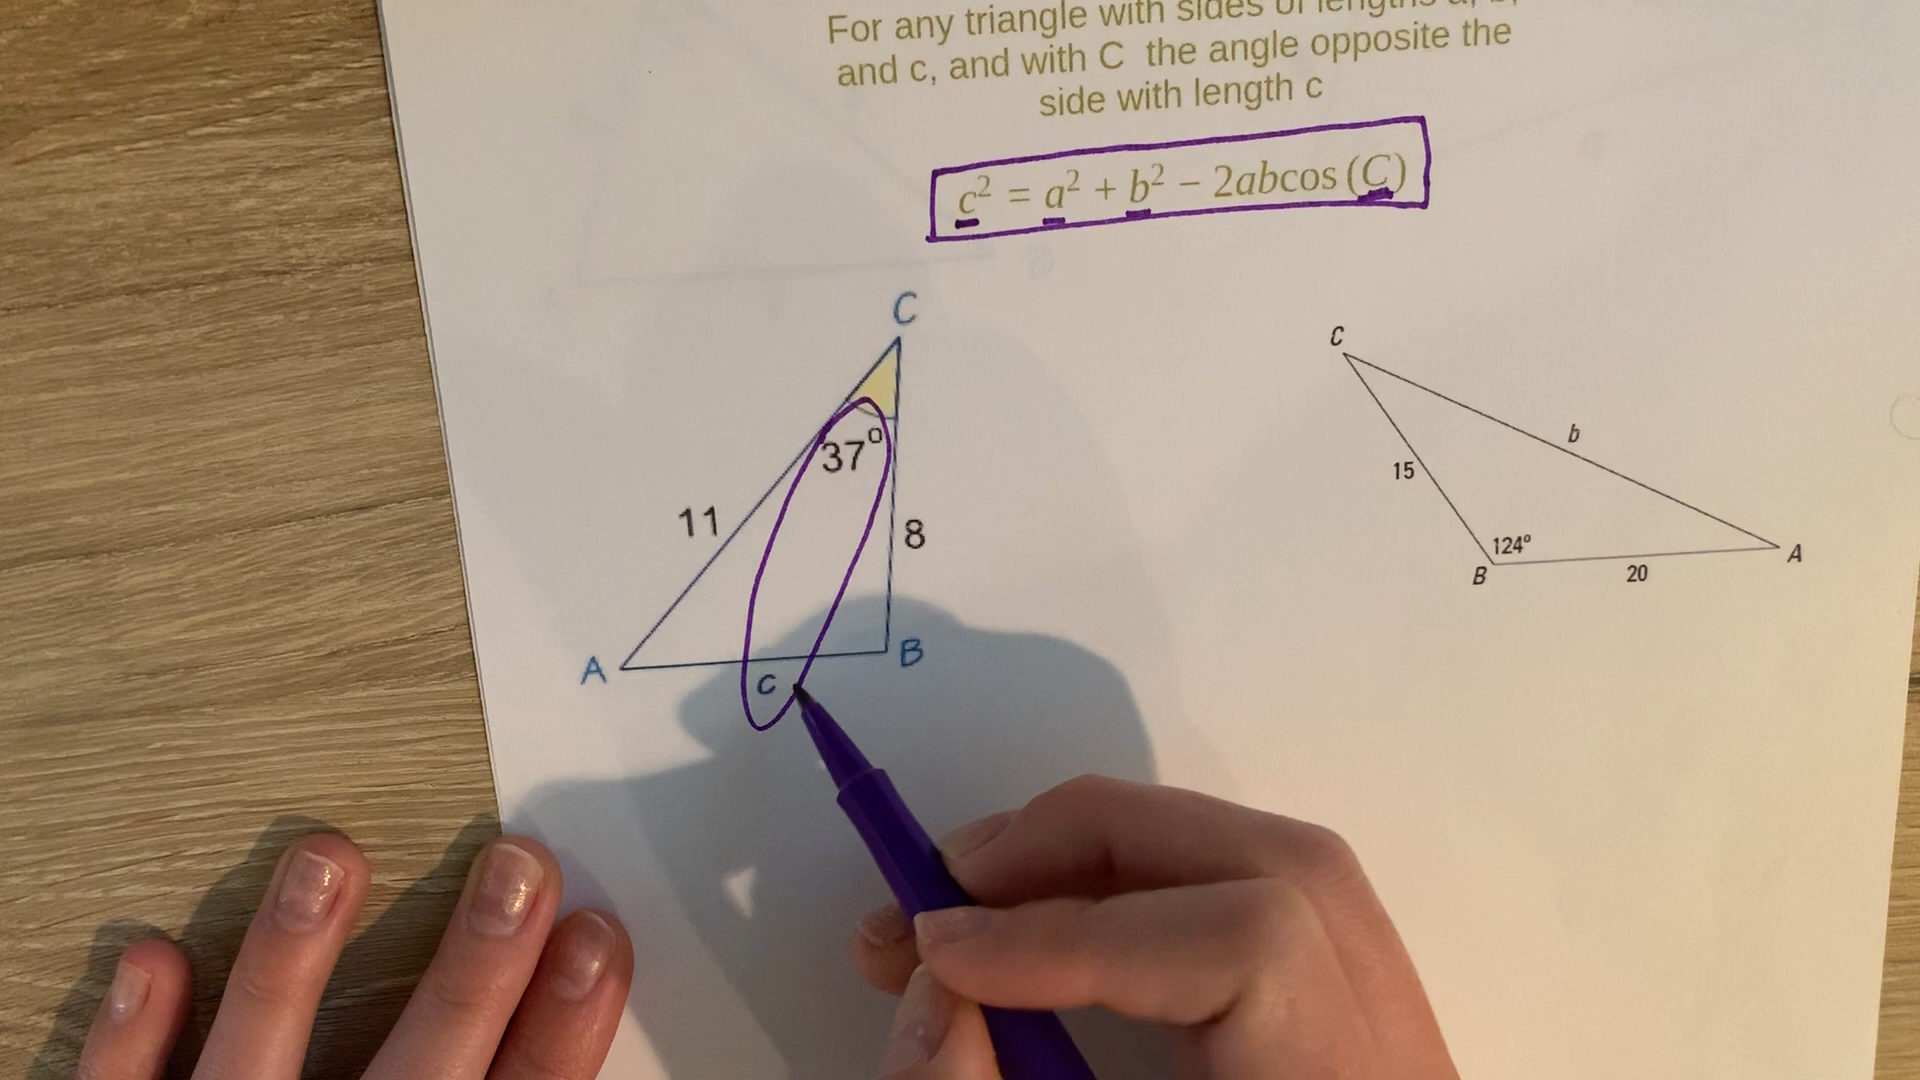 For any triangle with sides of lengths a, b,
and c, and with C the angle opposite the
side with length c
c² = a² + b² − 2abcos (C)
C
37°
11
8
A
B
c
C
b
15
124°
B
20
A